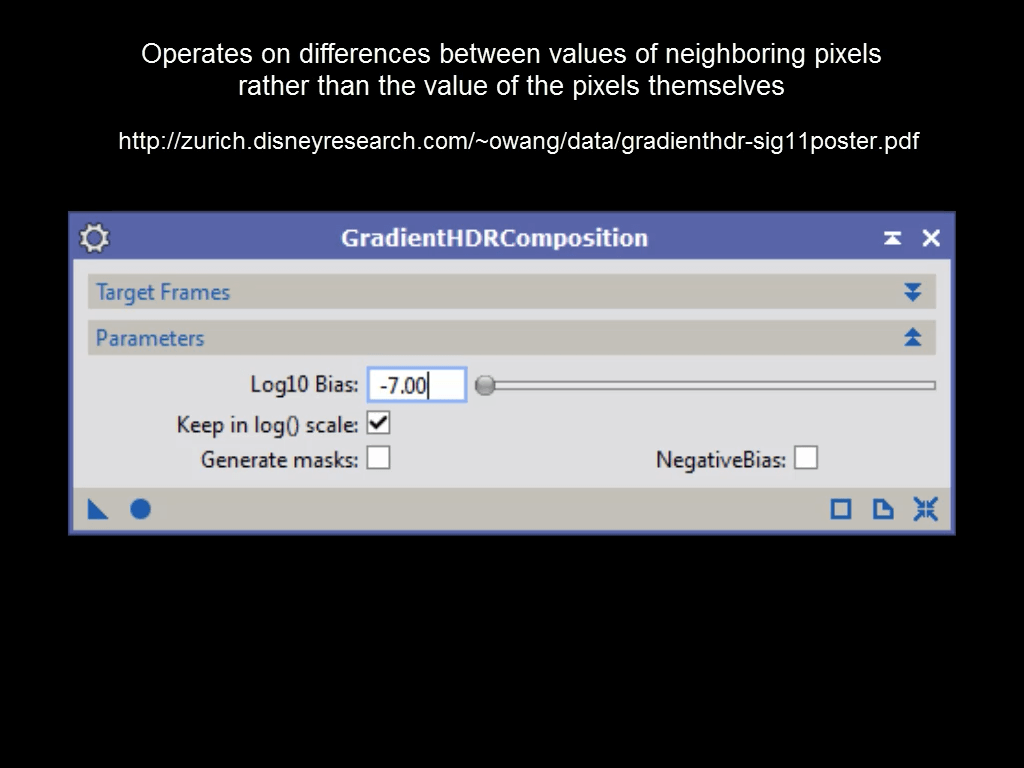 Operates on differences between values of neighboring pixels
rather than the value of the pixels themselves
http://zurich.disneyresearch.com/~owang/data/gradienthdr-sig11poster.pdf
GradientHDRComposition
Target Frames
Parameters
Log10 Bias: -7.00
Keep in log() scale:
Generate masks: NegativeBias: